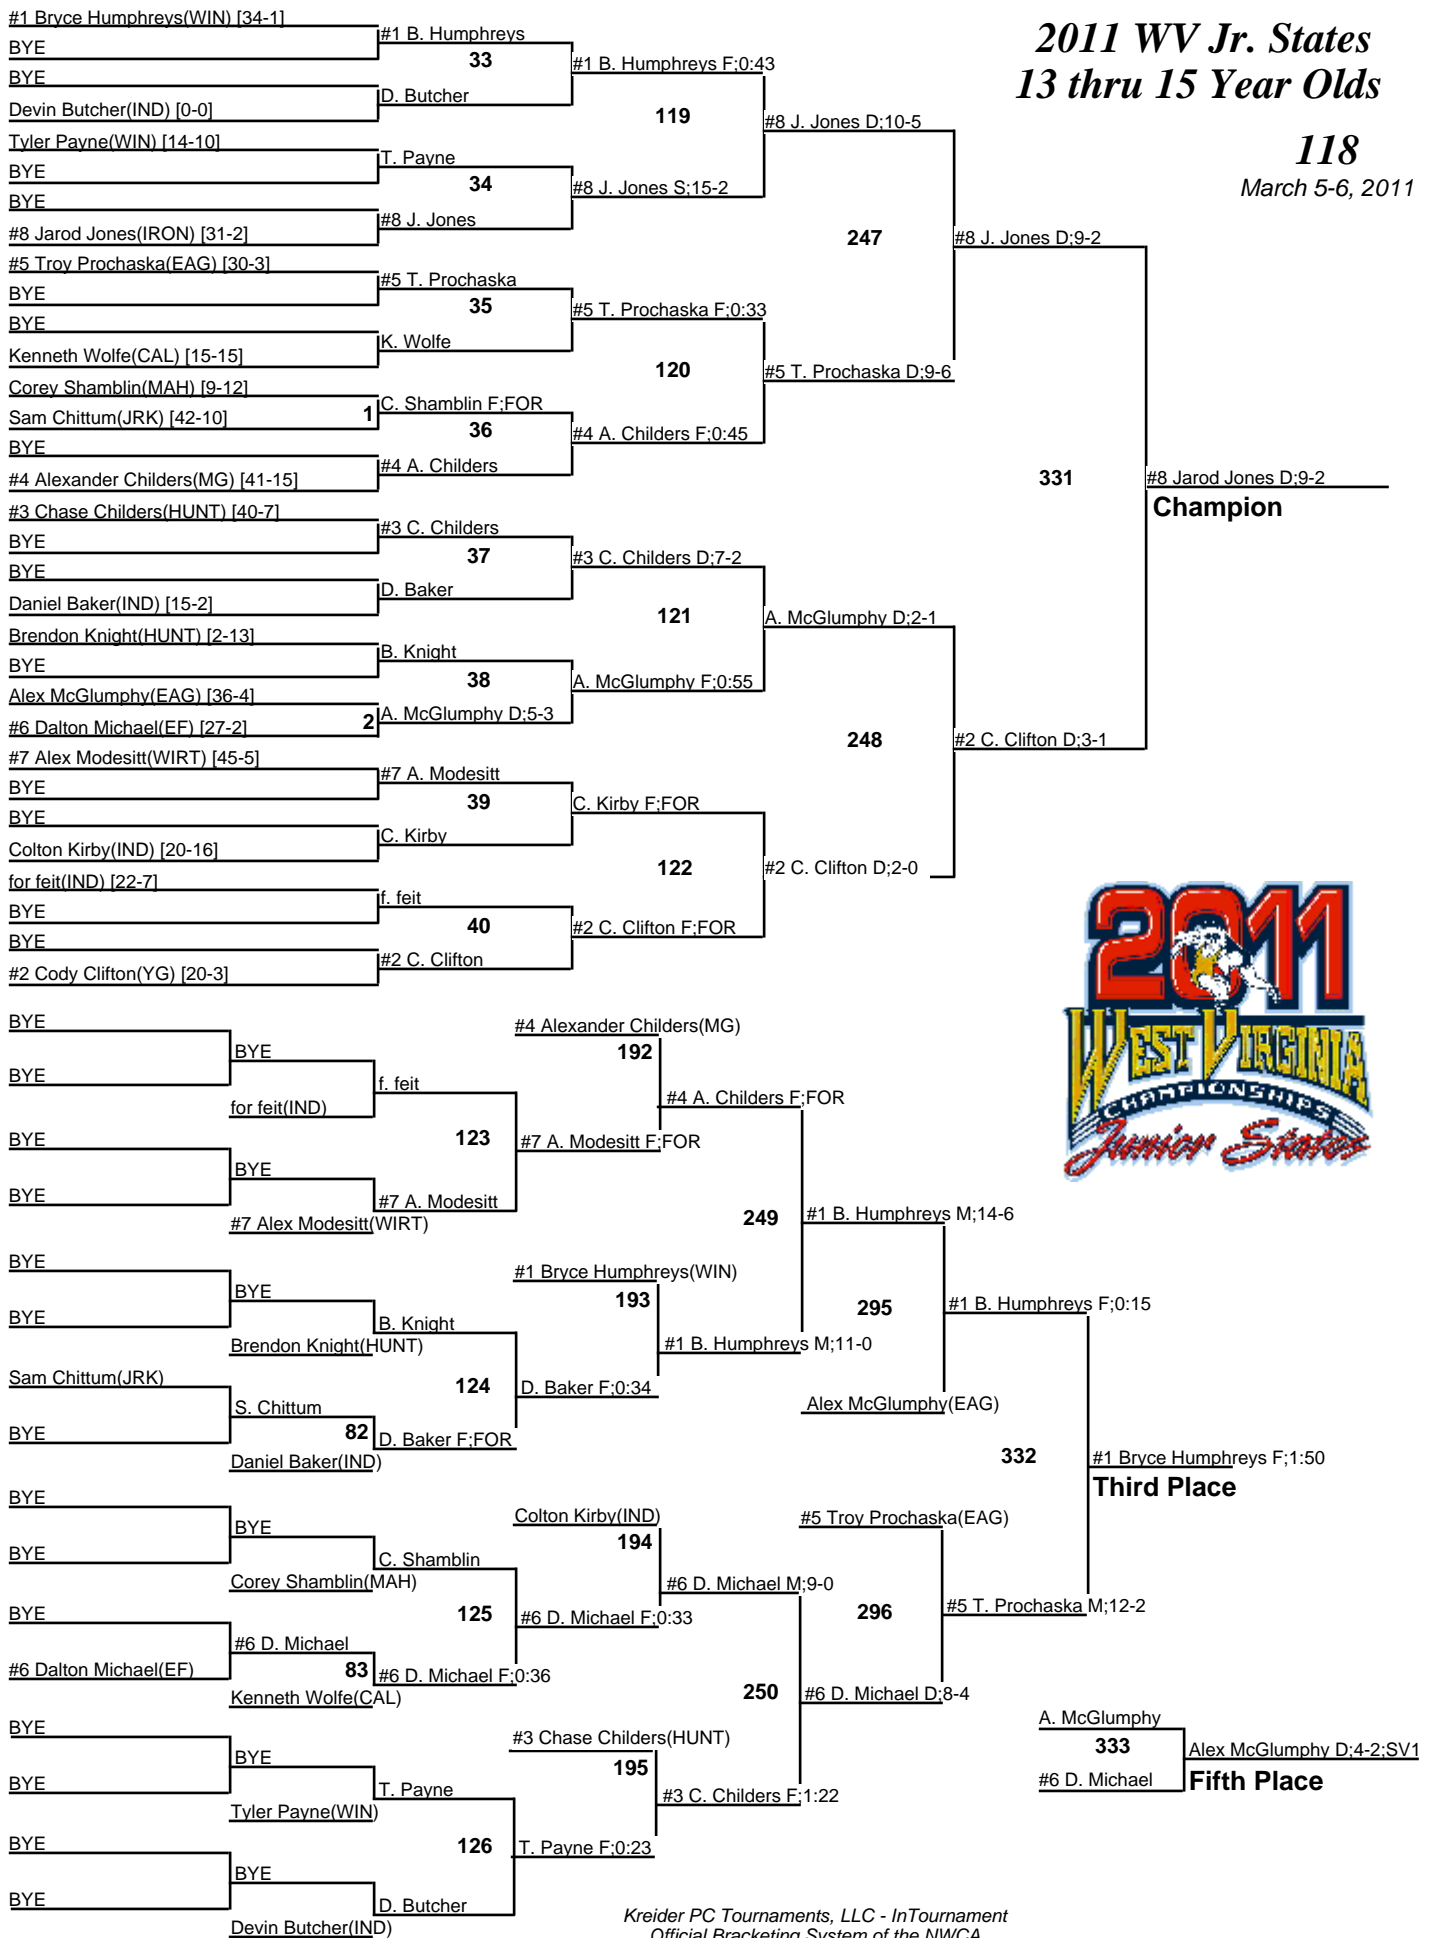 2011 WV Jr. States
13 thru 15 Year Olds
118
March 5-6, 2011
#1 Bryce Humphreys(WIN) [34-1]
BYE
BYE
Devin Butcher(IND) [0-0]
Tyler Payne(WIN) [14-10]
BYE
BYE
#8 Jarod Jones(IRON) [31-2]
#5 Troy Prochaska(EAG) [30-3]
BYE
BYE
Kenneth Wolfe(CAL) [15-15]
Corey Shamblin(MAH) [9-12]
Sam Chittum(JRK) [42-10]
BYE
#4 Alexander Childers(MG) [41-15]
#3 Chase Childers(HUNT) [40-7]
BYE
BYE
Daniel Baker(IND) [15-2]
Brendon Knight(HUNT) [2-13]
BYE
Alex McGlumphy(EAG) [36-4]
#6 Dalton Michael(EF) [27-2]
#7 Alex Modesitt(WIRT) [45-5]
BYE
BYE
Colton Kirby(IND) [20-16]
for feit(IND) [22-7]
BYE
BYE
#2 Cody Clifton(YG) [20-3]
#1 B. Humphreys
33
D. Butcher
T. Payne
34
#8 J. Jones
#5 T. Prochaska
35
K. Wolfe
1
C. Shamblin F;FOR
36
#4 A. Childers
#3 C. Childers
37
D. Baker
B. Knight
38
2
A. McGlumphy D;5-3
#7 A. Modesitt
39
C. Kirby
f. feit
40
#2 C. Clifton
#1 B. Humphreys F;0:43
119
#8 J. Jones S;15-2
#5 T. Prochaska F;0:33
120
#4 A. Childers F;0:45
#3 C. Childers D;7-2
121
A. McGlumphy F;0:55
C. Kirby F;FOR
122
#2 C. Clifton F;FOR
#8 J. Jones D;10-5
247
#5 T. Prochaska D;9-6
A. McGlumphy D;2-1
248
#2 C. Clifton D;2-0
#8 J. Jones D;9-2
331
#2 C. Clifton D;3-1
#8 Jarod Jones D;9-2
Champion
2011
WEST VIRGINIA
CHAMPIONSHIPS
Junior States
BYE
BYE
BYE
BYE
BYE
BYE
Sam Chittum(JRK)
BYE
BYE
BYE
BYE
#6 Dalton Michael(EF)
BYE
BYE
BYE
BYE
BYE
for feit(IND)
BYE
#7 Alex Modesitt(WIRT)
BYE
Brendon Knight(HUNT)
S. Chittum
82
Daniel Baker(IND)
BYE
Corey Shamblin(MAH)
#6 D. Michael
83
Kenneth Wolfe(CAL)
BYE
Tyler Payne(WIN)
BYE
Devin Butcher(IND)
f. feit
123
#7 A. Modesitt
B. Knight
124
D. Baker F;FOR
C. Shamblin
125
#6 D. Michael F;0:36
T. Payne
126
D. Butcher
#4 Alexander Childers(MG)
192
#7 A. Modesitt F;FOR
#1 Bryce Humphreys(WIN)
193
D. Baker F;0:34
Colton Kirby(IND)
194
#6 D. Michael F;0:33
#3 Chase Childers(HUNT)
195
T. Payne F;0:23
#4 A. Childers F;FOR
249
#1 B. Humphreys M;11-0
#6 D. Michael M;9-0
250
#3 C. Childers F;1:22
#1 B. Humphreys M;14-6
295
Alex McGlumphy(EAG)
#5 Troy Prochaska(EAG)
296
#6 D. Michael D;8-4
#1 B. Humphreys F;0:15
332
#5 T. Prochaska M;12-2
#1 Bryce Humphreys F;1:50
Third Place
A. McGlumphy
333
#6 D. Michael
Alex McGlumphy D;4-2;SV1
Fifth Place
Kreider PC Tournaments, LLC - InTournament
Official Bracketing System of the NWCA